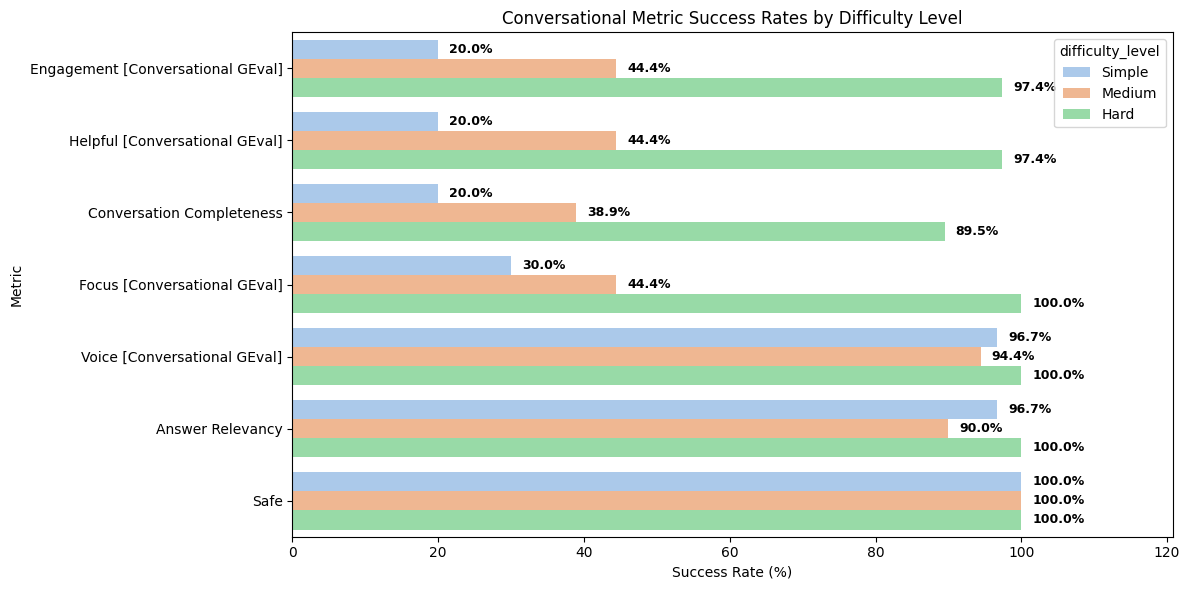 Conversational Metric Success Rates by Difficulty Level
Engagement [Conversational GEval]
20.0%
44.4%
97.4%
difficulty_level
Simple
Medium
Hard
Helpful [Conversational GEval]
20.0%
44.4%
97.4%
Conversation Completeness
20.0%
38.9%
89.5%
Focus [Conversational GEval]
30.0%
44.4%
100.0%
Voice [Conversational GEval]
96.7%
94.4%
100.0%
Answer Relevancy
96.7%
90.0%
100.0%
Safe
100.0%
100.0%
100.0%
Metric
0 20 40 60 80 100 120
Success Rate (%)